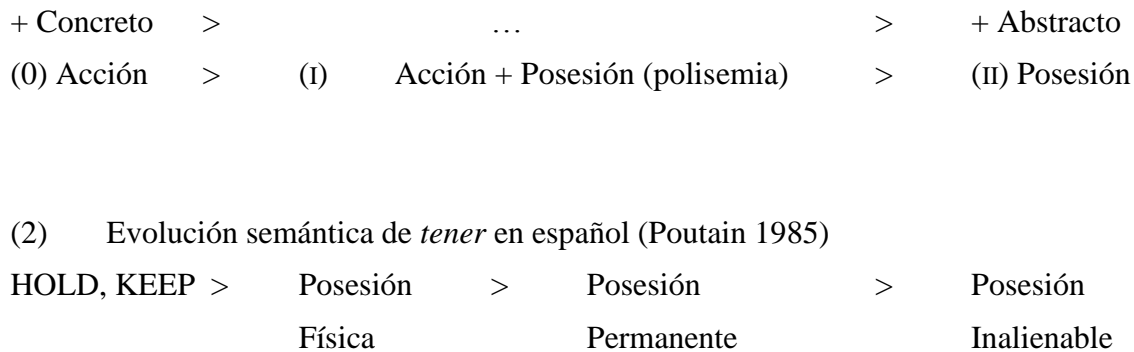 + Concreto > … > + Abstracto
(0) Acción > (I) Acción + Posesión (polisemia) > (II) Posesión
(2) Evolución semántica de tener en español (Poutain 1985)
HOLD, KEEP > Posesión > Posesión > Posesión
Física Permanente Inalienable